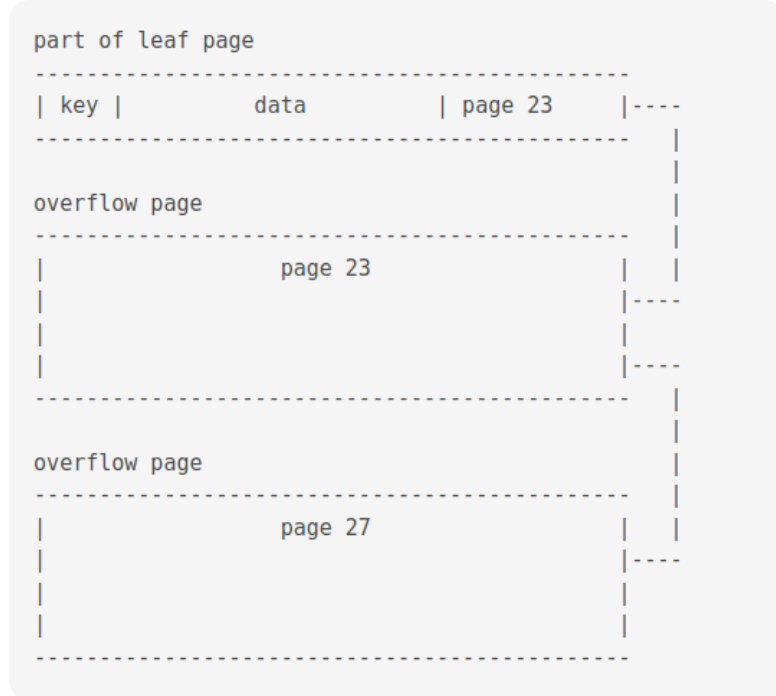 part of leaf page
----------------------------------------------
| key |          data          | page 23     |----
----------------------------------------------   |
                                                 |
overflow page                                    |
----------------------------------------------   |
|                  page 23                   |   |
|                                            |----
|                                            |
|                                            |----
----------------------------------------------   |
                                                 |
overflow page                                    |
----------------------------------------------   |
|                  page 27                   |   |
|                                            |----
|                                            |
|                                            |
----------------------------------------------